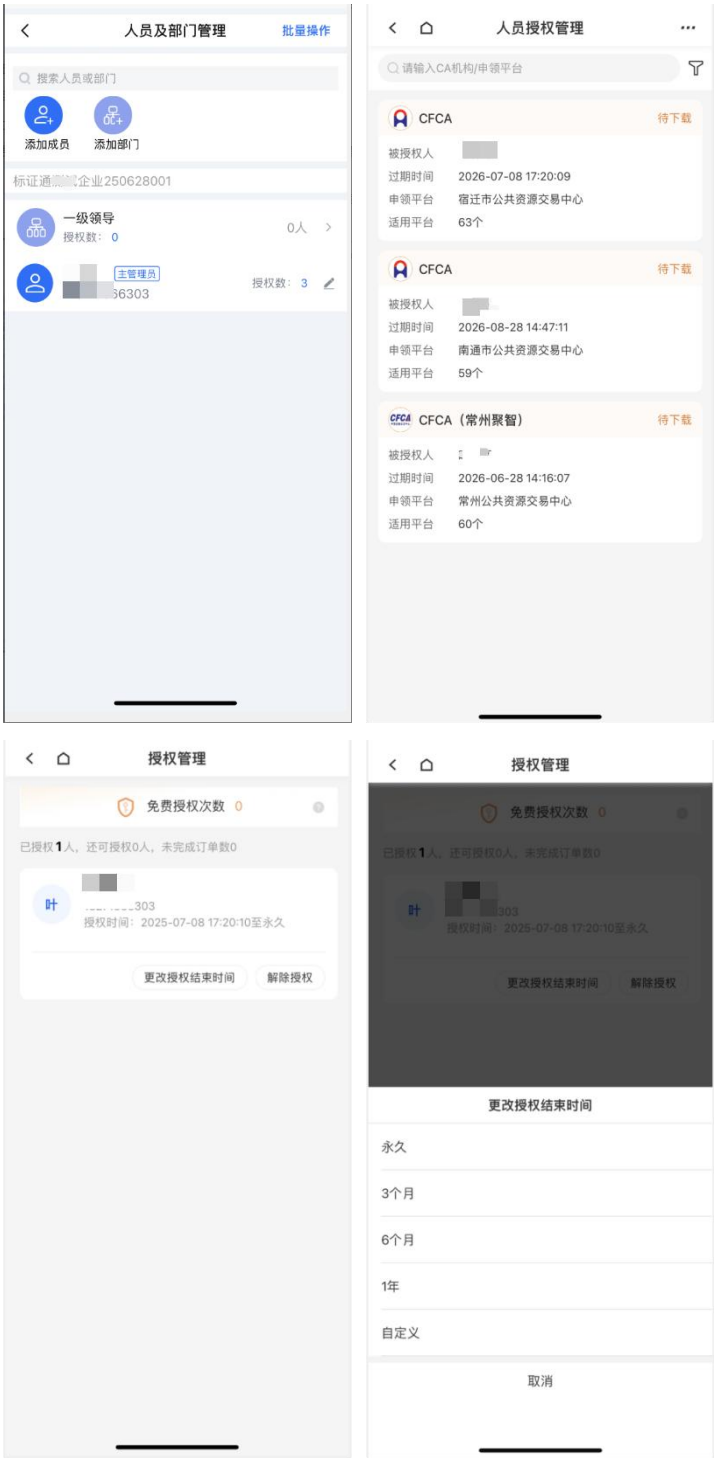 人员及部门管理
批量操作
搜索人员或部门
添加成员
添加部门
标证通 企业250628001
一级领导
授权数: 0
0人
主管理员
66303
授权数: 3
人员授权管理
请输入CA机构/申领平台
CFCA
待下载
被授权人
过期时间 2026-07-08 17:20:09
申领平台 宿迁市公共资源交易中心
适用平台 63个
CFCA
待下载
被授权人
过期时间 2026-08-28 14:47:11
申领平台 南通市公共资源交易中心
适用平台 59个
CFCA CFCA（常州聚智）
待下载
被授权人
过期时间 2026-06-28 14:16:07
申领平台 常州公共资源交易中心
适用平台 60个
授权管理
免费授权次数 0
已授权1人，还可授权0人，未完成订单数0
叶
303
授权时间: 2025-07-08 17:20:10至永久
更改授权结束时间
解除授权
授权管理
免费授权次数 0
已授权1人，还可授权0人，未完成订单数0
叶
303
授权时间: 2025-07-08 17:20:10至永久
更改授权结束时间
解除授权
更改授权结束时间
永久
3个月
6个月
1年
自定义
取消